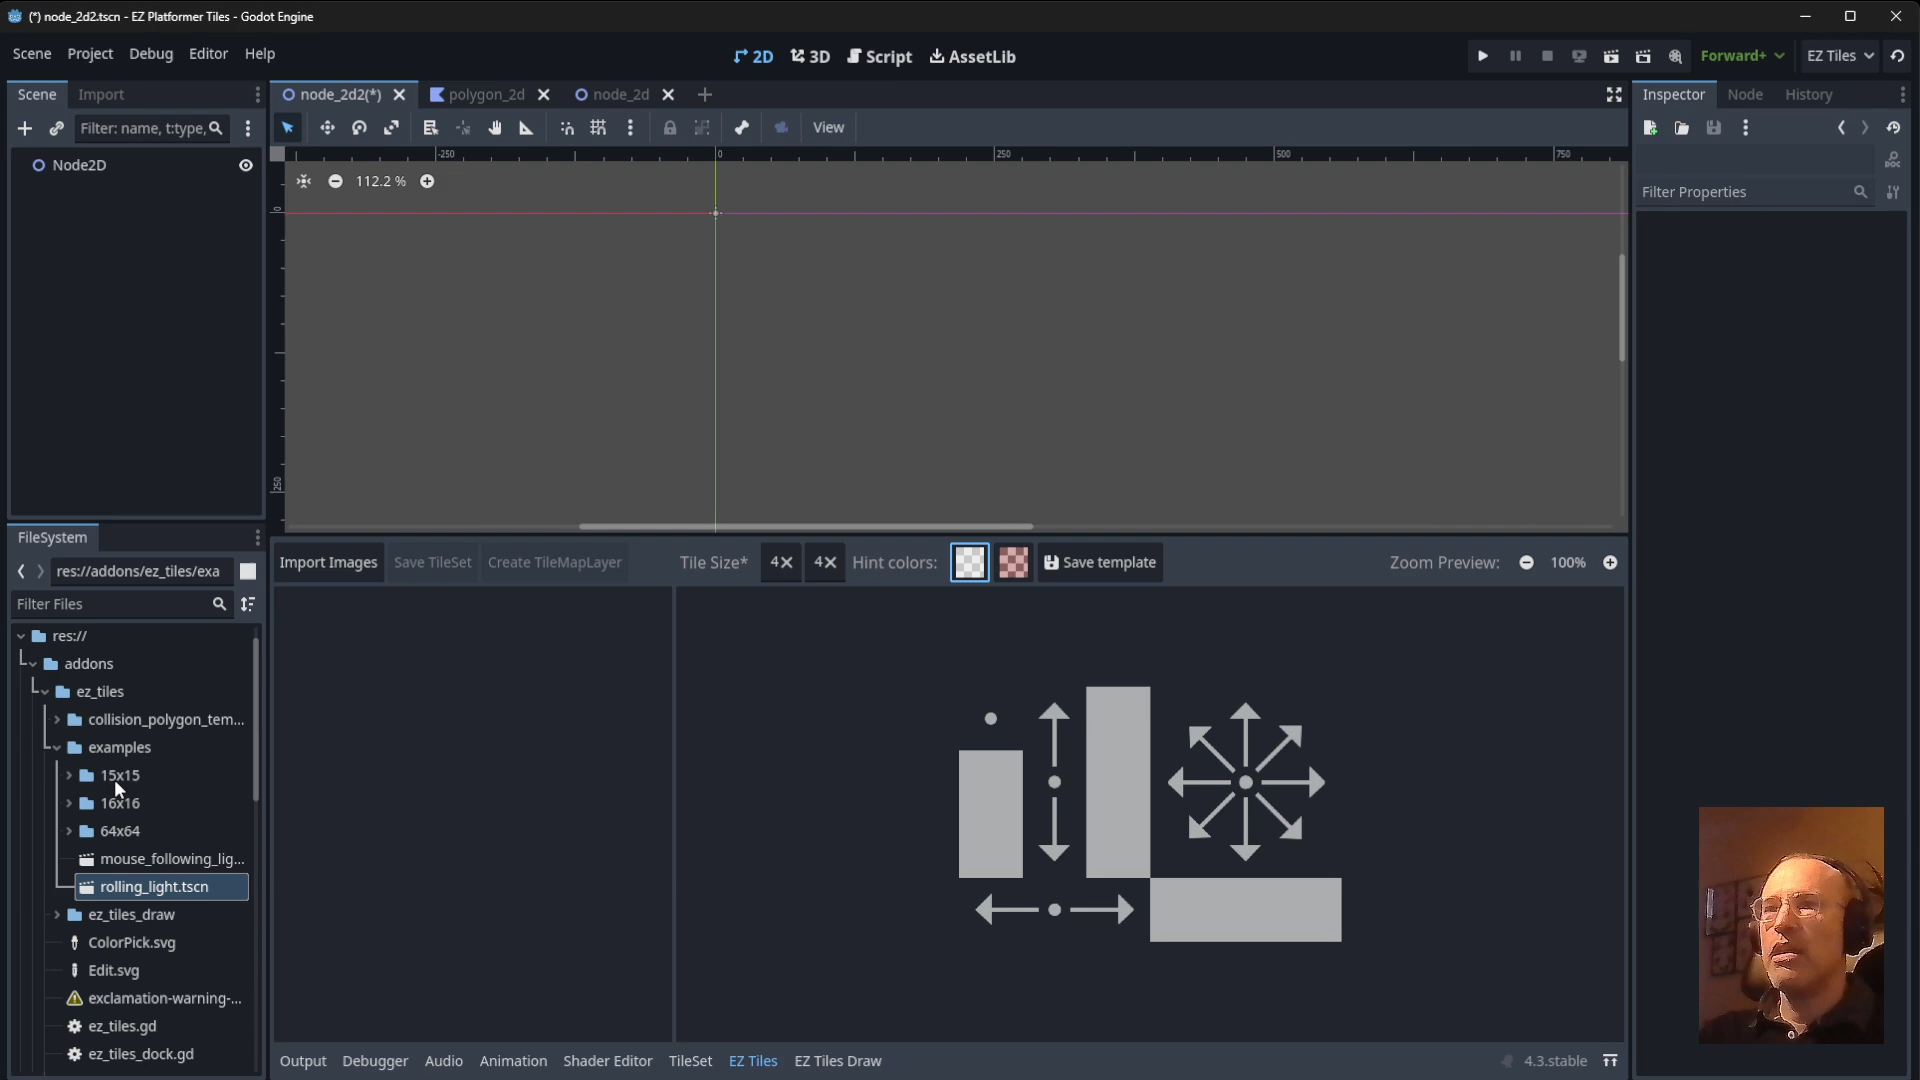 (*) node_2d2.tscn - EZ Platformer Tiles - Godot Engine
Scene Project Debug Editor Help
2D 3D Script AssetLib
Forward+ EZ Tiles
Scene Import
node_2d2(*) polygon_2d node_2d
Inspector Node History
Filter: name, t:type,
View
-250 0 250 500 750
Node2D
112.2 %
0
250
Filter Properties
DOC
FileSystem
res://addons/ez_tiles/exa
Filter Files
res://
addons
ez_tiles
collision_polygon_tem...
examples
15x15
16x16
64x64
mouse_following_lig...
rolling_light.tscn
ez_tiles_draw
ColorPick.svg
Edit.svg
exclamation-warning-...
ez_tiles.gd
ez_tiles_dock.gd
Import Images Save TileSet Create TileMapLayer Tile Size* 4 4 Hint colors: Save template Zoom Preview: 100%
Output Debugger Audio Animation Shader Editor TileSet EZ Tiles EZ Tiles Draw 4.3.stable